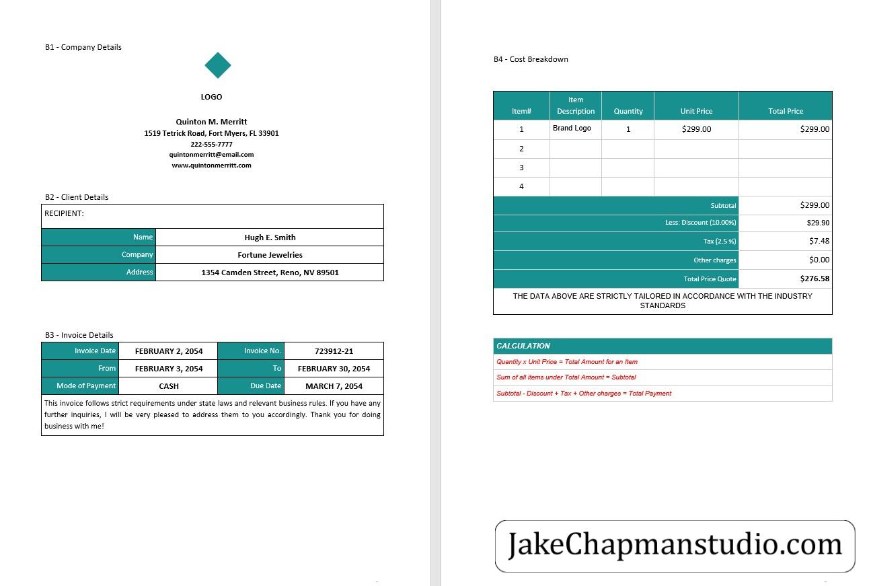 B1 - Company Details
LOGO
Quinton M. Merritt
1519 Tetrick Road, Fort Myers, FL 33901
222-555-7777
quintonmerritt@email.com
www.quintonmerritt.com
B2 - Client Details
RECIPIENT:
Name Hugh E. Smith
Company Fortune Jewelries
Address 1354 Camden Street, Reno, NV 89501
B3 - Invoice Details
Invoice Date FEBRUARY 2, 2054 Invoice No. 723912-21
From FEBRUARY 3, 2054 To FEBRUARY 30, 2054
Mode of Payment CASH Due Date MARCH 7, 2054
This invoice follows strict requirements under state laws and relevant business rules. If you have any
further inquiries, I will be very pleased to address them to you accordingly. Thank you for doing
business with me!
B4 - Cost Breakdown
Item# Item Description Quantity Unit Price Total Price
1 Brand Logo 1 $299.00 $299.00
2
3
4
Subtotal $299.00
Less: Discount (10.00%) $29.90
Tax (2.5 %) $7.48
Other charges $0.00
Total Price Quote $276.58
THE DATA ABOVE ARE STRICTLY TAILORED IN ACCORDANCE WITH THE INDUSTRY
STANDARDS
CALCULATION
Quantity x Unit Price = Total Amount for an item
Sum of all items under Total Amount = Subtotal
Subtotal - Discount + Tax + Other charges = Total Payment
JakeChapmanstudio.com